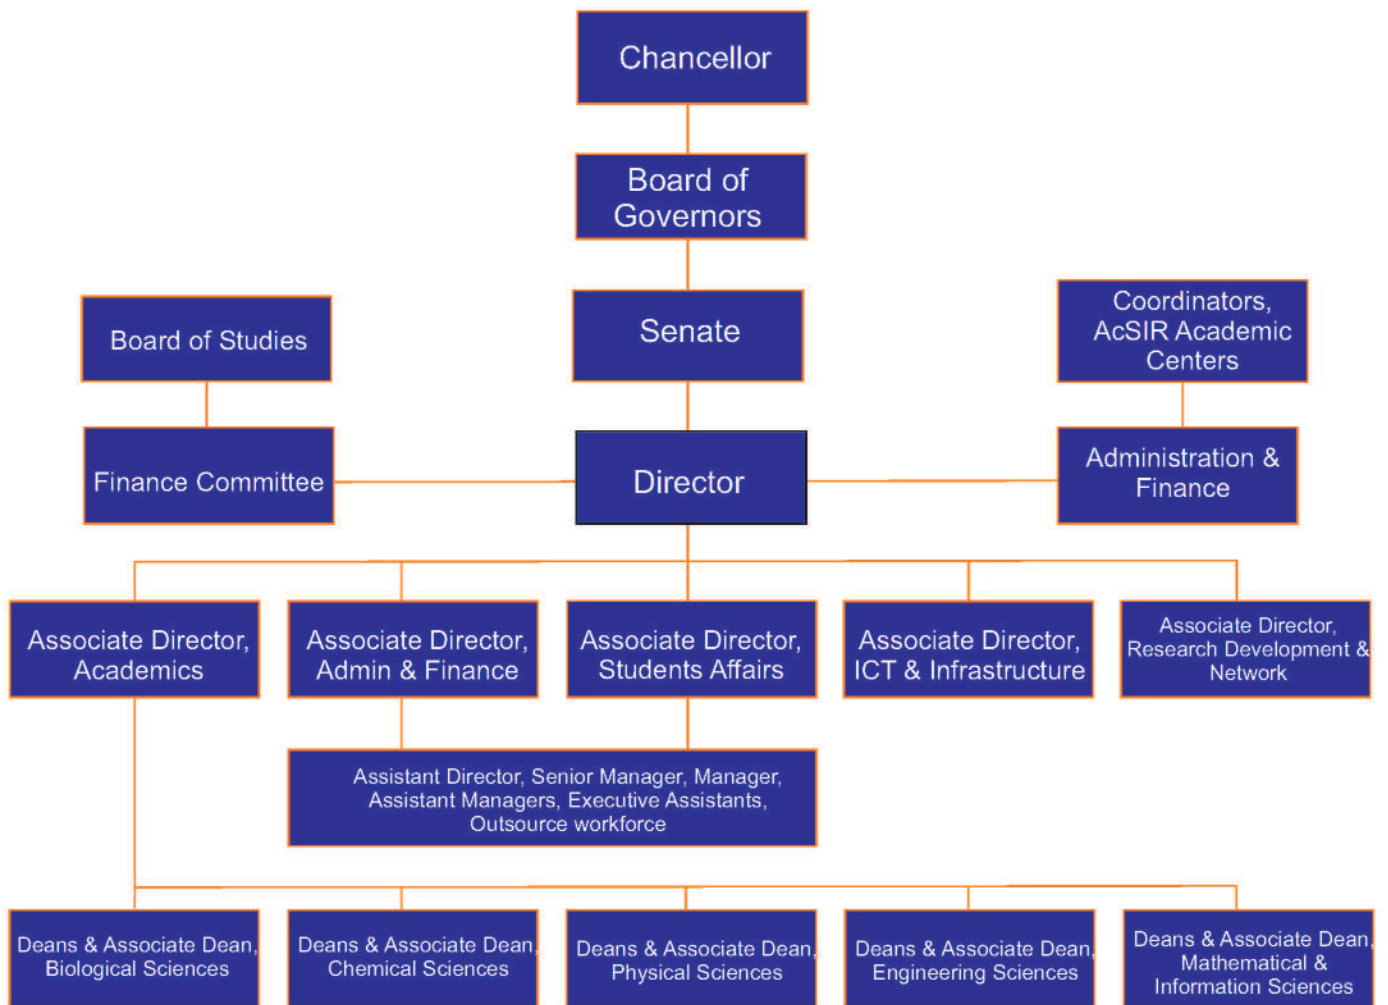 Chancellor
Board of
Governors
Senate
Board of Studies
Coordinators,
AcSIR Academic
Centers
Finance Committee
Director
Administration &
Finance
Associate Director,
Academics
Associate Director,
Admin & Finance
Associate Director,
Students Affairs
Associate Director,
ICT & Infrastructure
Associate Director,
Research Development &
Network
Assistant Director, Senior Manager, Manager,
Assistant Managers, Executive Assistants,
Outsource workforce
Deans & Associate Dean,
Biological Sciences
Deans & Associate Dean,
Chemical Sciences
Deans & Associate Dean,
Physical Sciences
Deans & Associate Dean,
Engineering Sciences
Deans & Associate Dean,
Mathematical &
Information Sciences